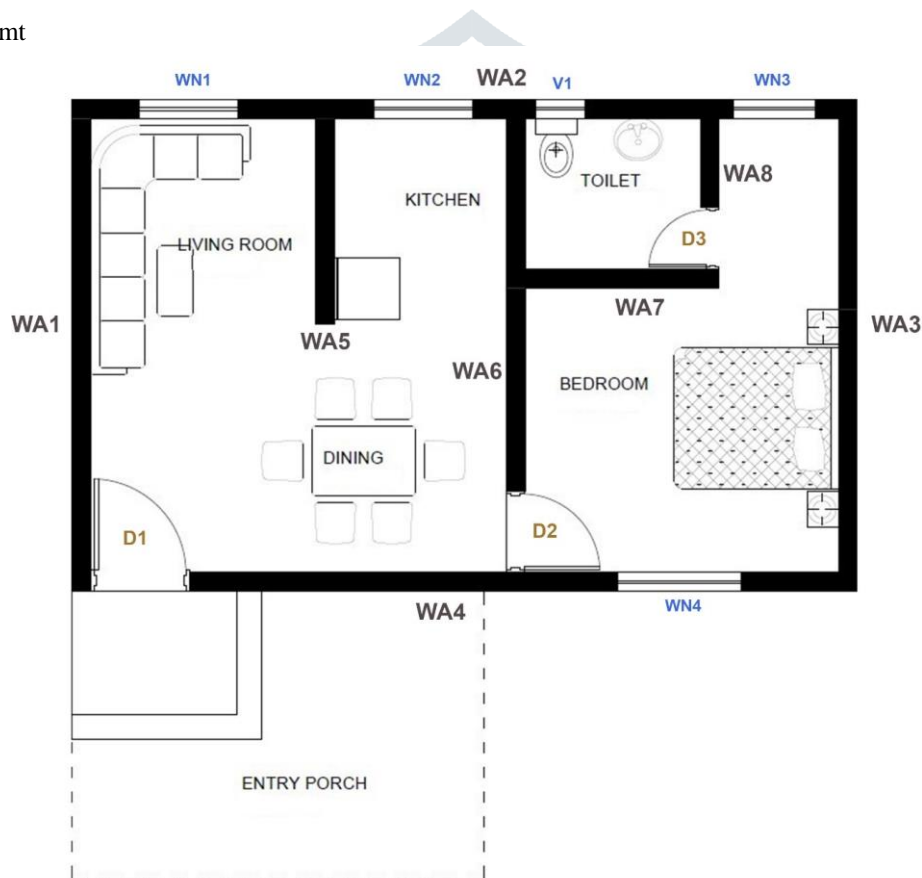 mt
WN1
WN2
WA2
V1
WN3
WA8
TOILET
KITCHEN
D3
LIVING ROOM
WA7
WA1
WA3
WA5
WA6
BEDROOM
DINING
D1
D2
WA4
WN4
ENTRY PORCH